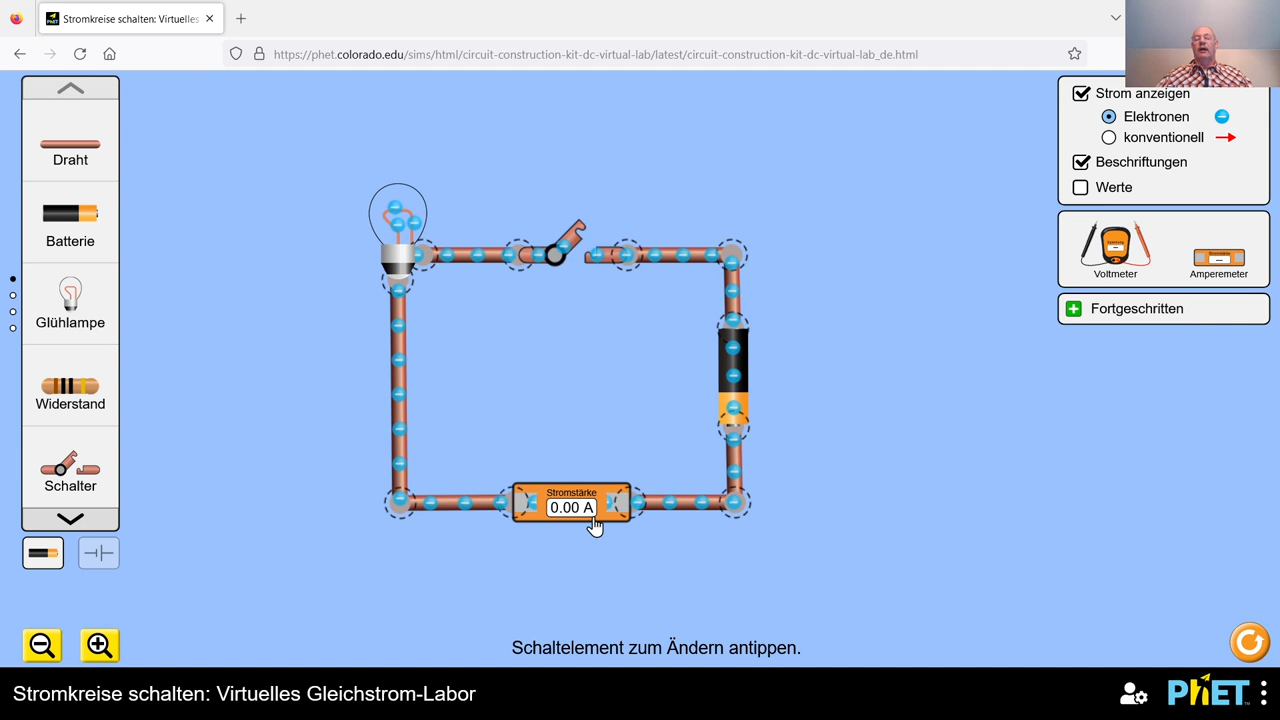 Stromkreise schalten: Virtuelles
https://phet.colorado.edu/sims/html/circuit-construction-kit-dc-virtual-lab/latest/circuit-construction-kit-dc-virtual-lab_de.html
Draht
Batterie
Glühlampe
Widerstand
Schalter
Stromstärke
0.00 A
Strom anzeigen
Elektronen
konventionell
Beschriftungen
Werte
Voltmeter
Stromstärke
Amperemeter
Fortgeschritten
Schaltelement zum Ändern antippen.
Stromkreise schalten: Virtuelles Gleichstrom-Labor
PhET